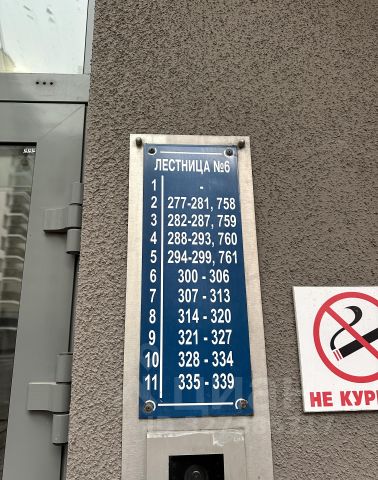 ЛЕСТНИЦА №6
1 -
2 277-281, 758
3 282-287, 759
4 288-293, 760
5 294-299, 761
6 300 - 306
7 307 - 313
8 314 - 320
9 321 - 327
10 328 - 334
11 335 - 339
НЕ КУР